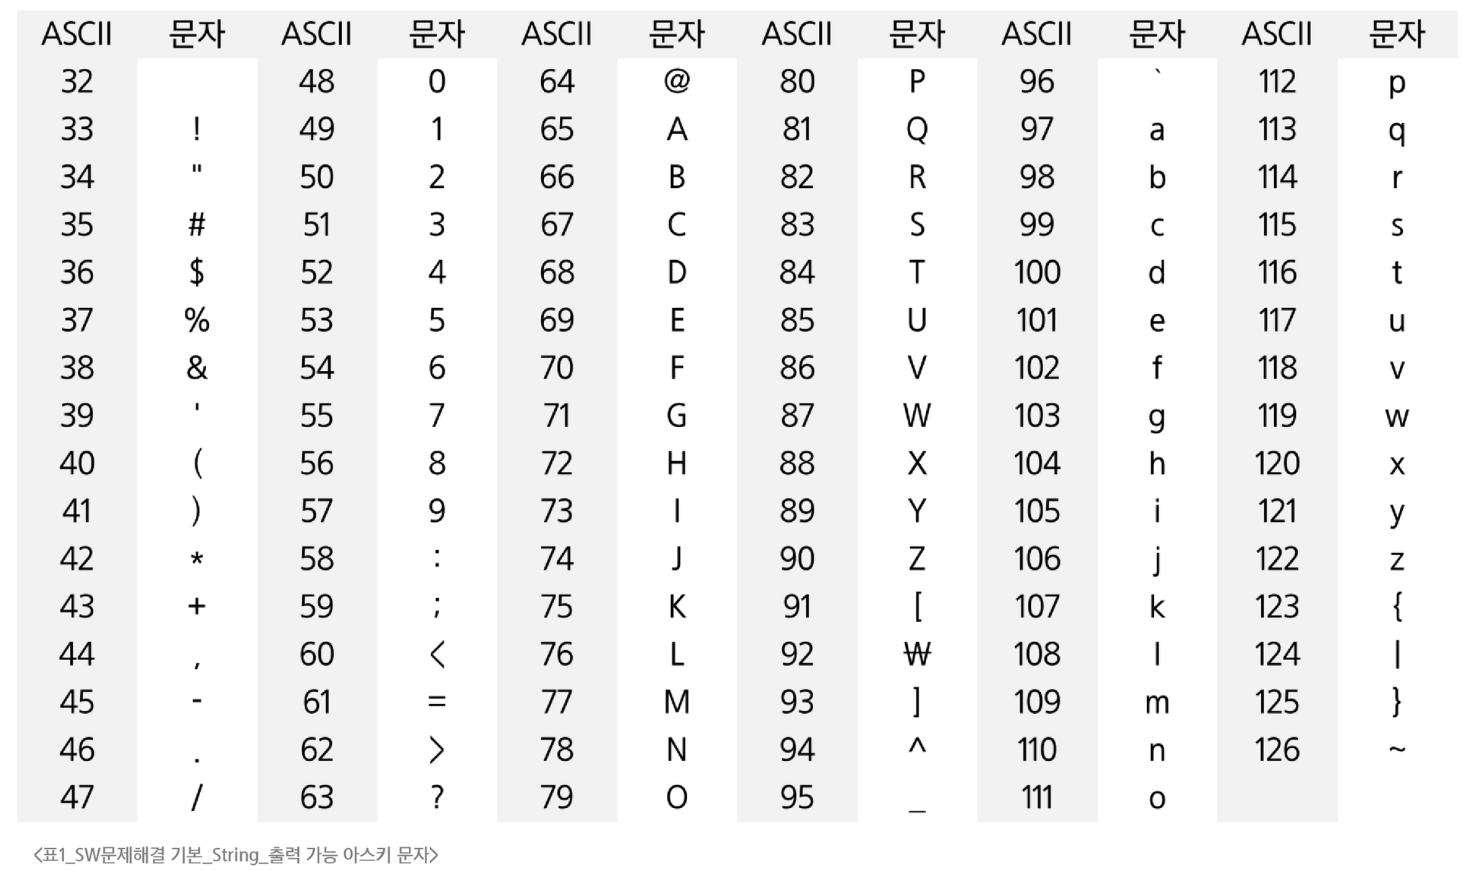 ASCII 문자 ASCII 문자 ASCII 문자 ASCII 문자 ASCII 문자 ASCII 문자
32 48 0 64 @ 80 P 96 ` 112 p
33 ! 49 1 65 A 81 Q 97 a 113 q
34 " 50 2 66 B 82 R 98 b 114 r
35 # 51 3 67 C 83 S 99 c 115 s
36 $ 52 4 68 D 84 T 100 d 116 t
37 % 53 5 69 E 85 U 101 e 117 u
38 & 54 6 70 F 86 V 102 f 118 v
39 ' 55 7 71 G 87 W 103 g 119 w
40 ( 56 8 72 H 88 X 104 h 120 x
41 ) 57 9 73 I 89 Y 105 i 121 y
42 * 58 : 74 J 90 Z 106 j 122 z
43 + 59 ; 75 K 91 [ 107 k 123 {
44 , 60 < 76 L 92 ₩ 108 l 124 |
45 - 61 = 77 M 93 ] 109 m 125 }
46 . 62 > 78 N 94 ^ 110 n 126 ~
47 / 63 ? 79 O 95 _ 111 o
<표1_SW문제해결 기본_String_출력 가능 아스키 문자>